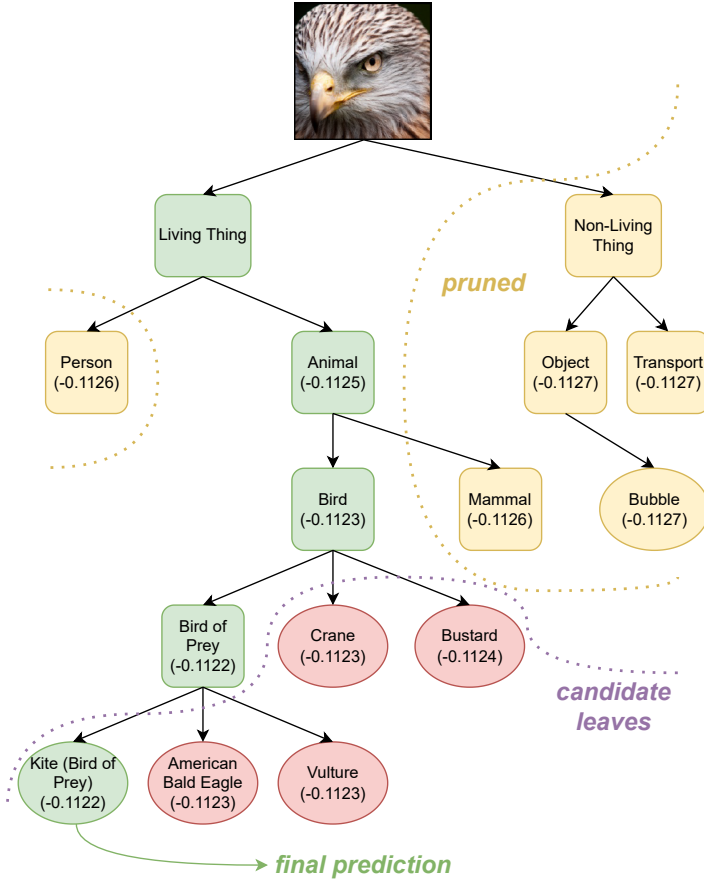 Living Thing
Non-Living
Thing
pruned
Person
(-0.1126)
Animal
(-0.1125)
Object
(-0.1127)
Transport
(-0.1127)
Bird
(-0.1123)
Mammal
(-0.1126)
Bubble
(-0.1127)
Bird of
Prey
(-0.1122)
Crane
(-0.1123)
Bustard
(-0.1124)
candidate
leaves
Kite (Bird of
Prey)
(-0.1122)
American
Bald Eagle
(-0.1123)
Vulture
(-0.1123)
final prediction